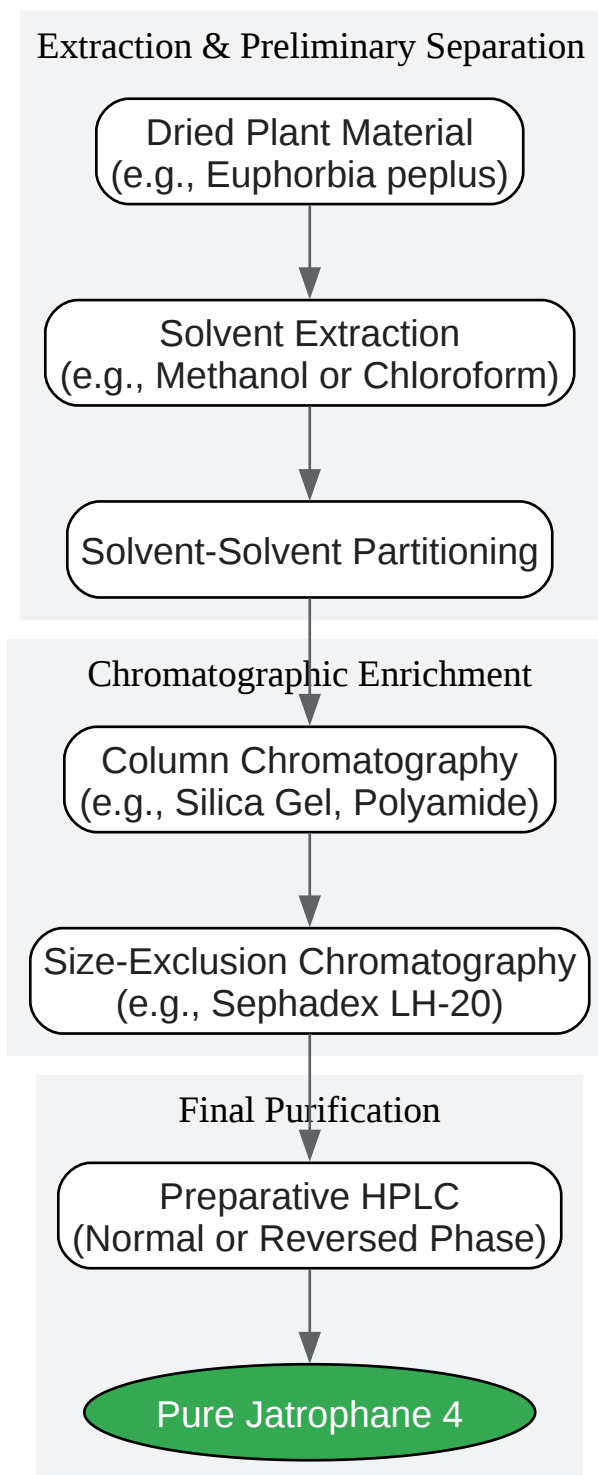 Extraction & Preliminary Separation
Dried Plant Material
(e.g., Euphorbia peplus)
Solvent Extraction
(e.g., Methanol or Chloroform)
Solvent-Solvent Partitioning
Chromatographic Enrichment
Column Chromatography
(e.g., Silica Gel, Polyamide)
Size-Exclusion Chromatography
(e.g., Sephadex LH-20)
Final Purification
Preparative HPLC
(Normal or Reversed Phase)
Pure Jatrophane 4